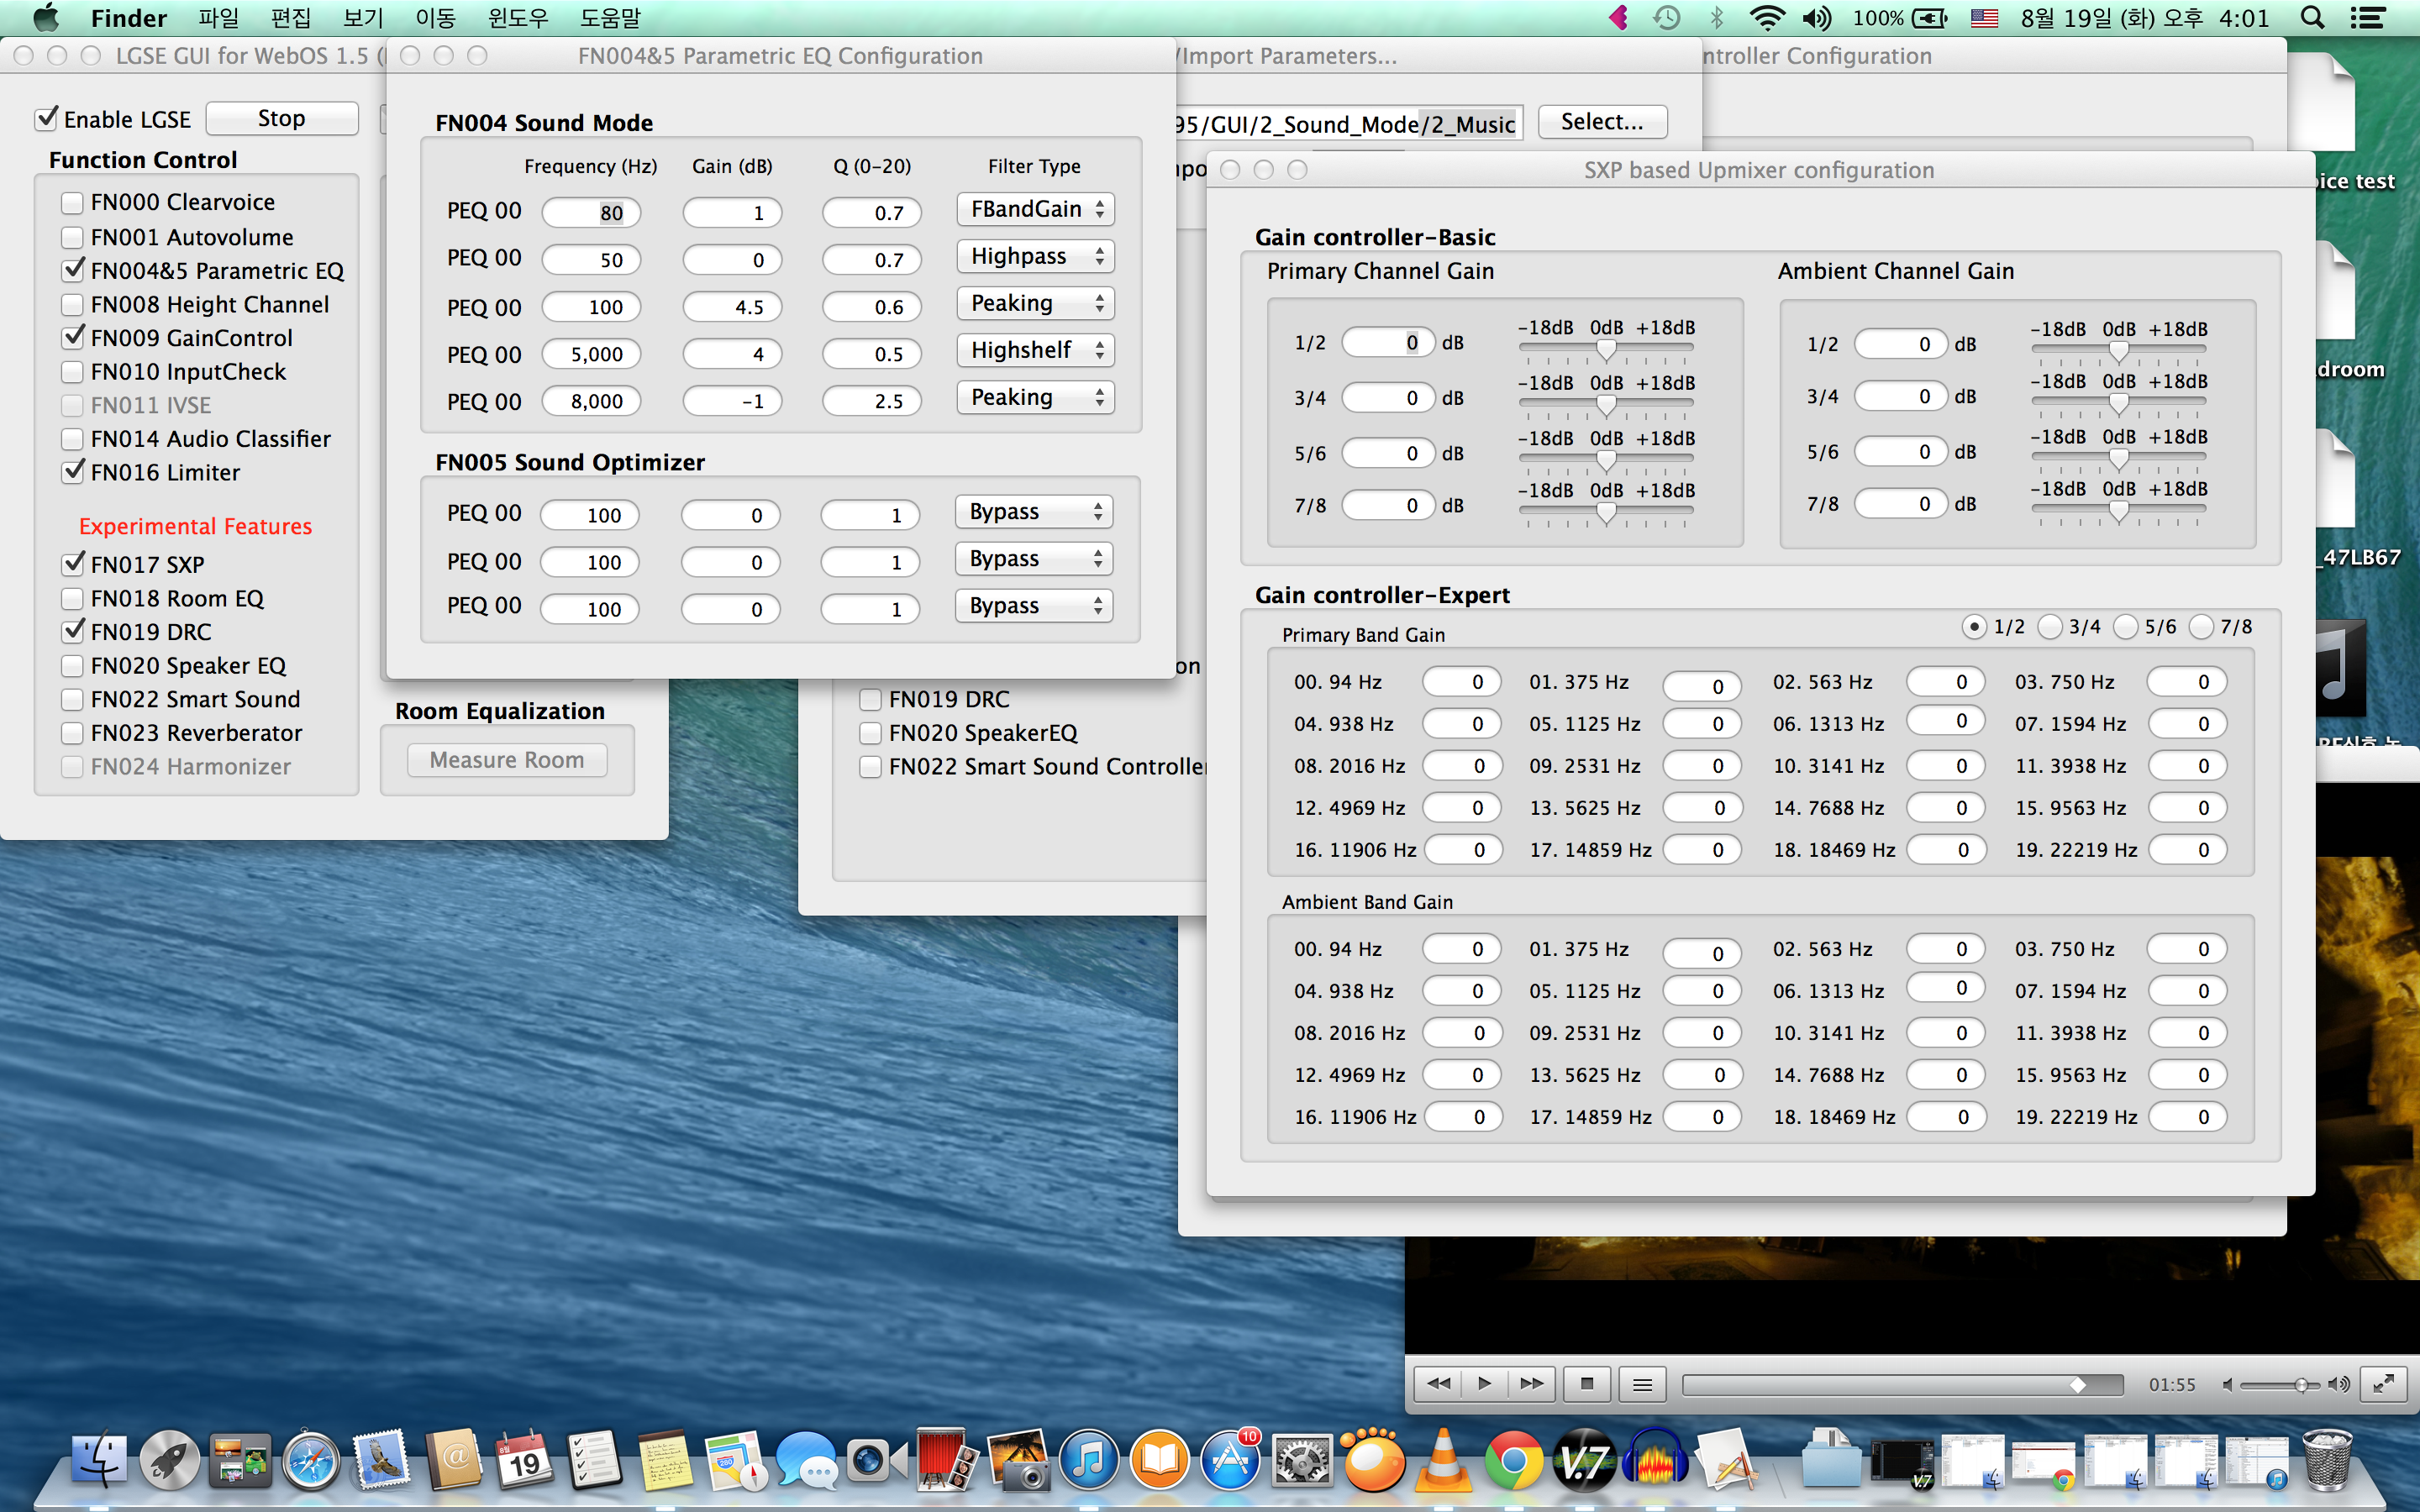 Finder 파일 편집 보기 이동 윈도우 도움말 100% 8월 19일 (화) 오후 4:01
LGSE GUI for WebOS 1.5 (
Enable LGSE Stop
Function Control
FN000 Clearvoice
FN001 Autovolume
FN004&5 Parametric EQ
FN008 Height Channel
FN009 GainControl
FN010 InputCheck
FN011 IVSE
FN014 Audio Classifier
FN016 Limiter
Experimental Features
FN017 SXP
FN018 Room EQ
FN019 DRC
FN020 Speaker EQ
FN022 Smart Sound
FN023 Reverberator
FN024 Harmonizer
Room Equalization
Measure Room
FN004&5 Parametric EQ Configuration
FN004 Sound Mode
Frequency (Hz) Gain (dB) Q (0-20) Filter Type
PEQ 00 80 1 0.7 FBandGain
PEQ 00 50 0 0.7 Highpass
PEQ 00 100 4.5 0.6 Peaking
PEQ 00 5,000 4 0.5 Highshelf
PEQ 00 8,000 -1 2.5 Peaking
FN005 Sound Optimizer
PEQ 00 100 0 1 Bypass
PEQ 00 100 0 1 Bypass
PEQ 00 100 0 1 Bypass
/Import Parameters...
95/GUI/2_Sound_Mode/2_Music Select...
mpo
on
FN019 DRC
FN020 SpeakerEQ
FN022 Smart Sound Controller
ntroller Configuration
SXP based Upmixer configuration
Gain controller-Basic
Primary Channel Gain
1/2 0 dB -18dB 0dB +18dB
3/4 0 dB -18dB 0dB +18dB
5/6 0 dB -18dB 0dB +18dB
7/8 0 dB -18dB 0dB +18dB
Ambient Channel Gain
1/2 0 dB -18dB 0dB +18dB
3/4 0 dB -18dB 0dB +18dB
5/6 0 dB -18dB 0dB +18dB
7/8 0 dB -18dB 0dB +18dB
Gain controller-Expert
1/2 3/4 5/6 7/8
Primary Band Gain
00. 94 Hz 0 01. 375 Hz 0 02. 563 Hz 0 03. 750 Hz 0
04. 938 Hz 0 05. 1125 Hz 0 06. 1313 Hz 0 07. 1594 Hz 0
08. 2016 Hz 0 09. 2531 Hz 0 10. 3141 Hz 0 11. 3938 Hz 0
12. 4969 Hz 0 13. 5625 Hz 0 14. 7688 Hz 0 15. 9563 Hz 0
16. 11906 Hz 0 17. 14859 Hz 0 18. 18469 Hz 0 19. 22219 Hz 0
Ambient Band Gain
00. 94 Hz 0 01. 375 Hz 0 02. 563 Hz 0 03. 750 Hz 0
04. 938 Hz 0 05. 1125 Hz 0 06. 1313 Hz 0 07. 1594 Hz 0
08. 2016 Hz 0 09. 2531 Hz 0 10. 3141 Hz 0 11. 3938 Hz 0
12. 4969 Hz 0 13. 5625 Hz 0 14. 7688 Hz 0 15. 9563 Hz 0
16. 11906 Hz 0 17. 14859 Hz 0 18. 18469 Hz 0 19. 22219 Hz 0
ice test
droom
_47LB67
01:55
19
280
10
V.7